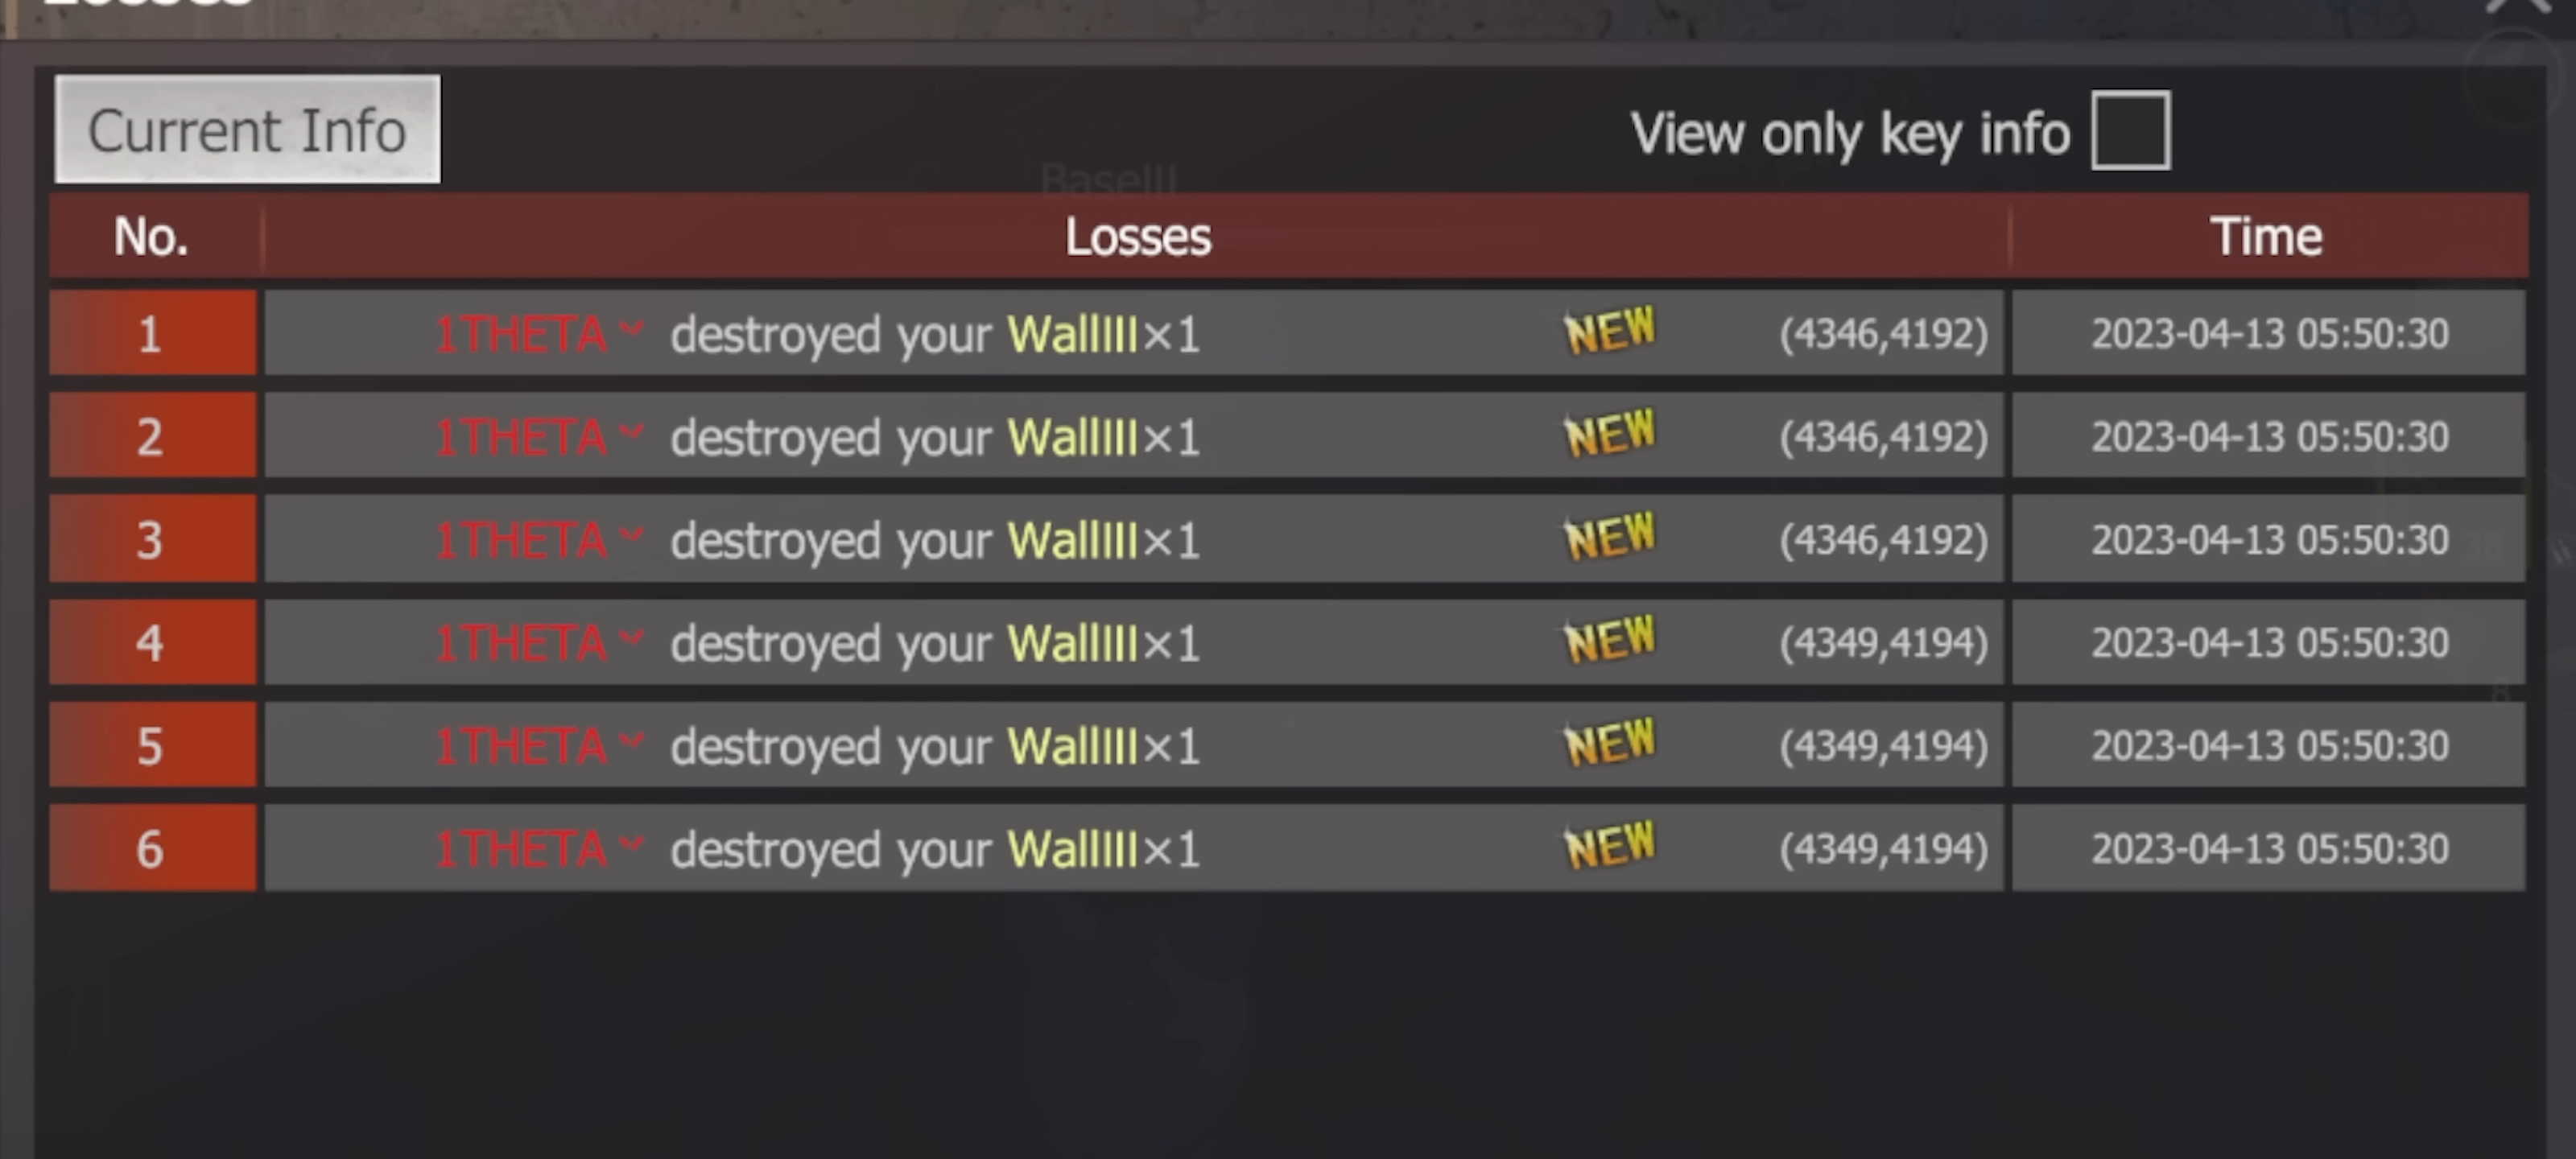 Losses
Current Info
View only key info
BaseIII
No. Losses Time
1 1THETA destroyed your WallIII×1 NEW (4346,4192) 2023-04-13 05:50:30
2 1THETA destroyed your WallIII×1 NEW (4346,4192) 2023-04-13 05:50:30
3 1THETA destroyed your WallIII×1 NEW (4346,4192) 2023-04-13 05:50:30
4 1THETA destroyed your WallIII×1 NEW (4349,4194) 2023-04-13 05:50:30
5 1THETA destroyed your WallIII×1 NEW (4349,4194) 2023-04-13 05:50:30
6 1THETA destroyed your WallIII×1 NEW (4349,4194) 2023-04-13 05:50:30